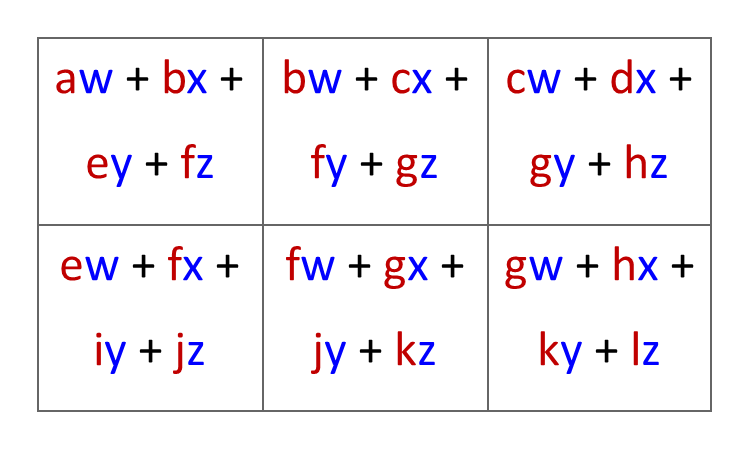 aw + bx + bw + cx + cw + dx +
ey + fz fy + gz gy + hz
ew + fx + fw + gx + gw + hx +
iy + jz jy + kz ky + lz